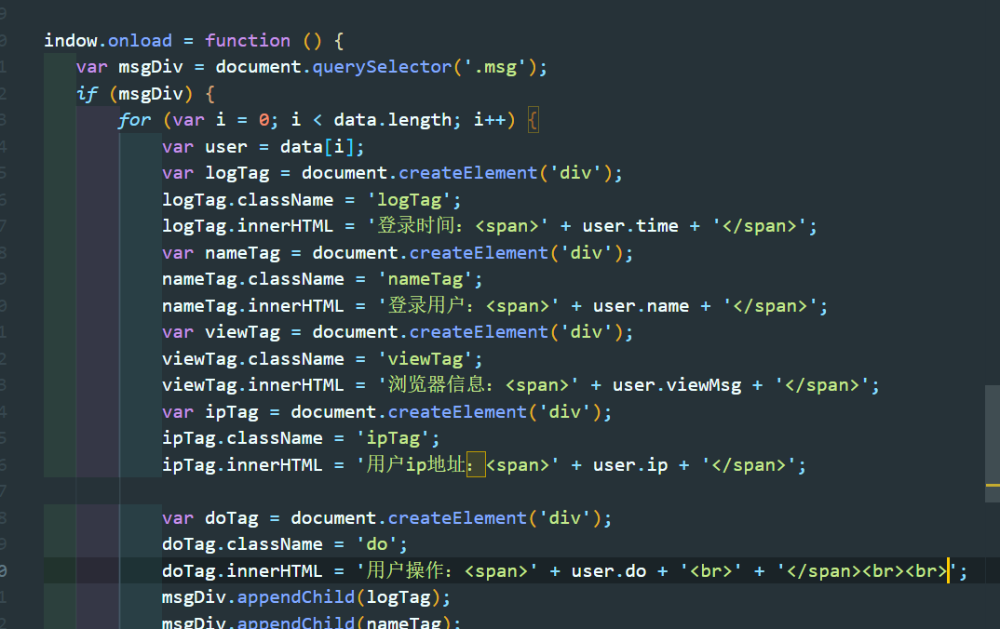 indow.onload = function () {
var msgDiv = document.querySelector('.msg');
if (msgDiv) {
for (var i = 0; i < data.length; i++) {
var user = data[i];
var logTag = document.createElement('div');
logTag.className = 'logTag';
logTag.innerHTML = '登录时间：<span>' + user.time + '</span>';
var nameTag = document.createElement('div');
nameTag.className = 'nameTag';
nameTag.innerHTML = '登录用户：<span>' + user.name + '</span>';
var viewTag = document.createElement('div');
viewTag.className = 'viewTag';
viewTag.innerHTML = '浏览器信息：<span>' + user.viewMsg + '</span>';
var ipTag = document.createElement('div');
ipTag.className = 'ipTag';
ipTag.innerHTML = '用户ip地址：<span>' + user.ip + '</span>';
var doTag = document.createElement('div');
doTag.className = 'do';
doTag.innerHTML = '用户操作：<span>' + user.do + '<br>' + '</span><br><br>';
msgDiv.appendChild(logTag);
msgDiv.appendChild(nameTag);